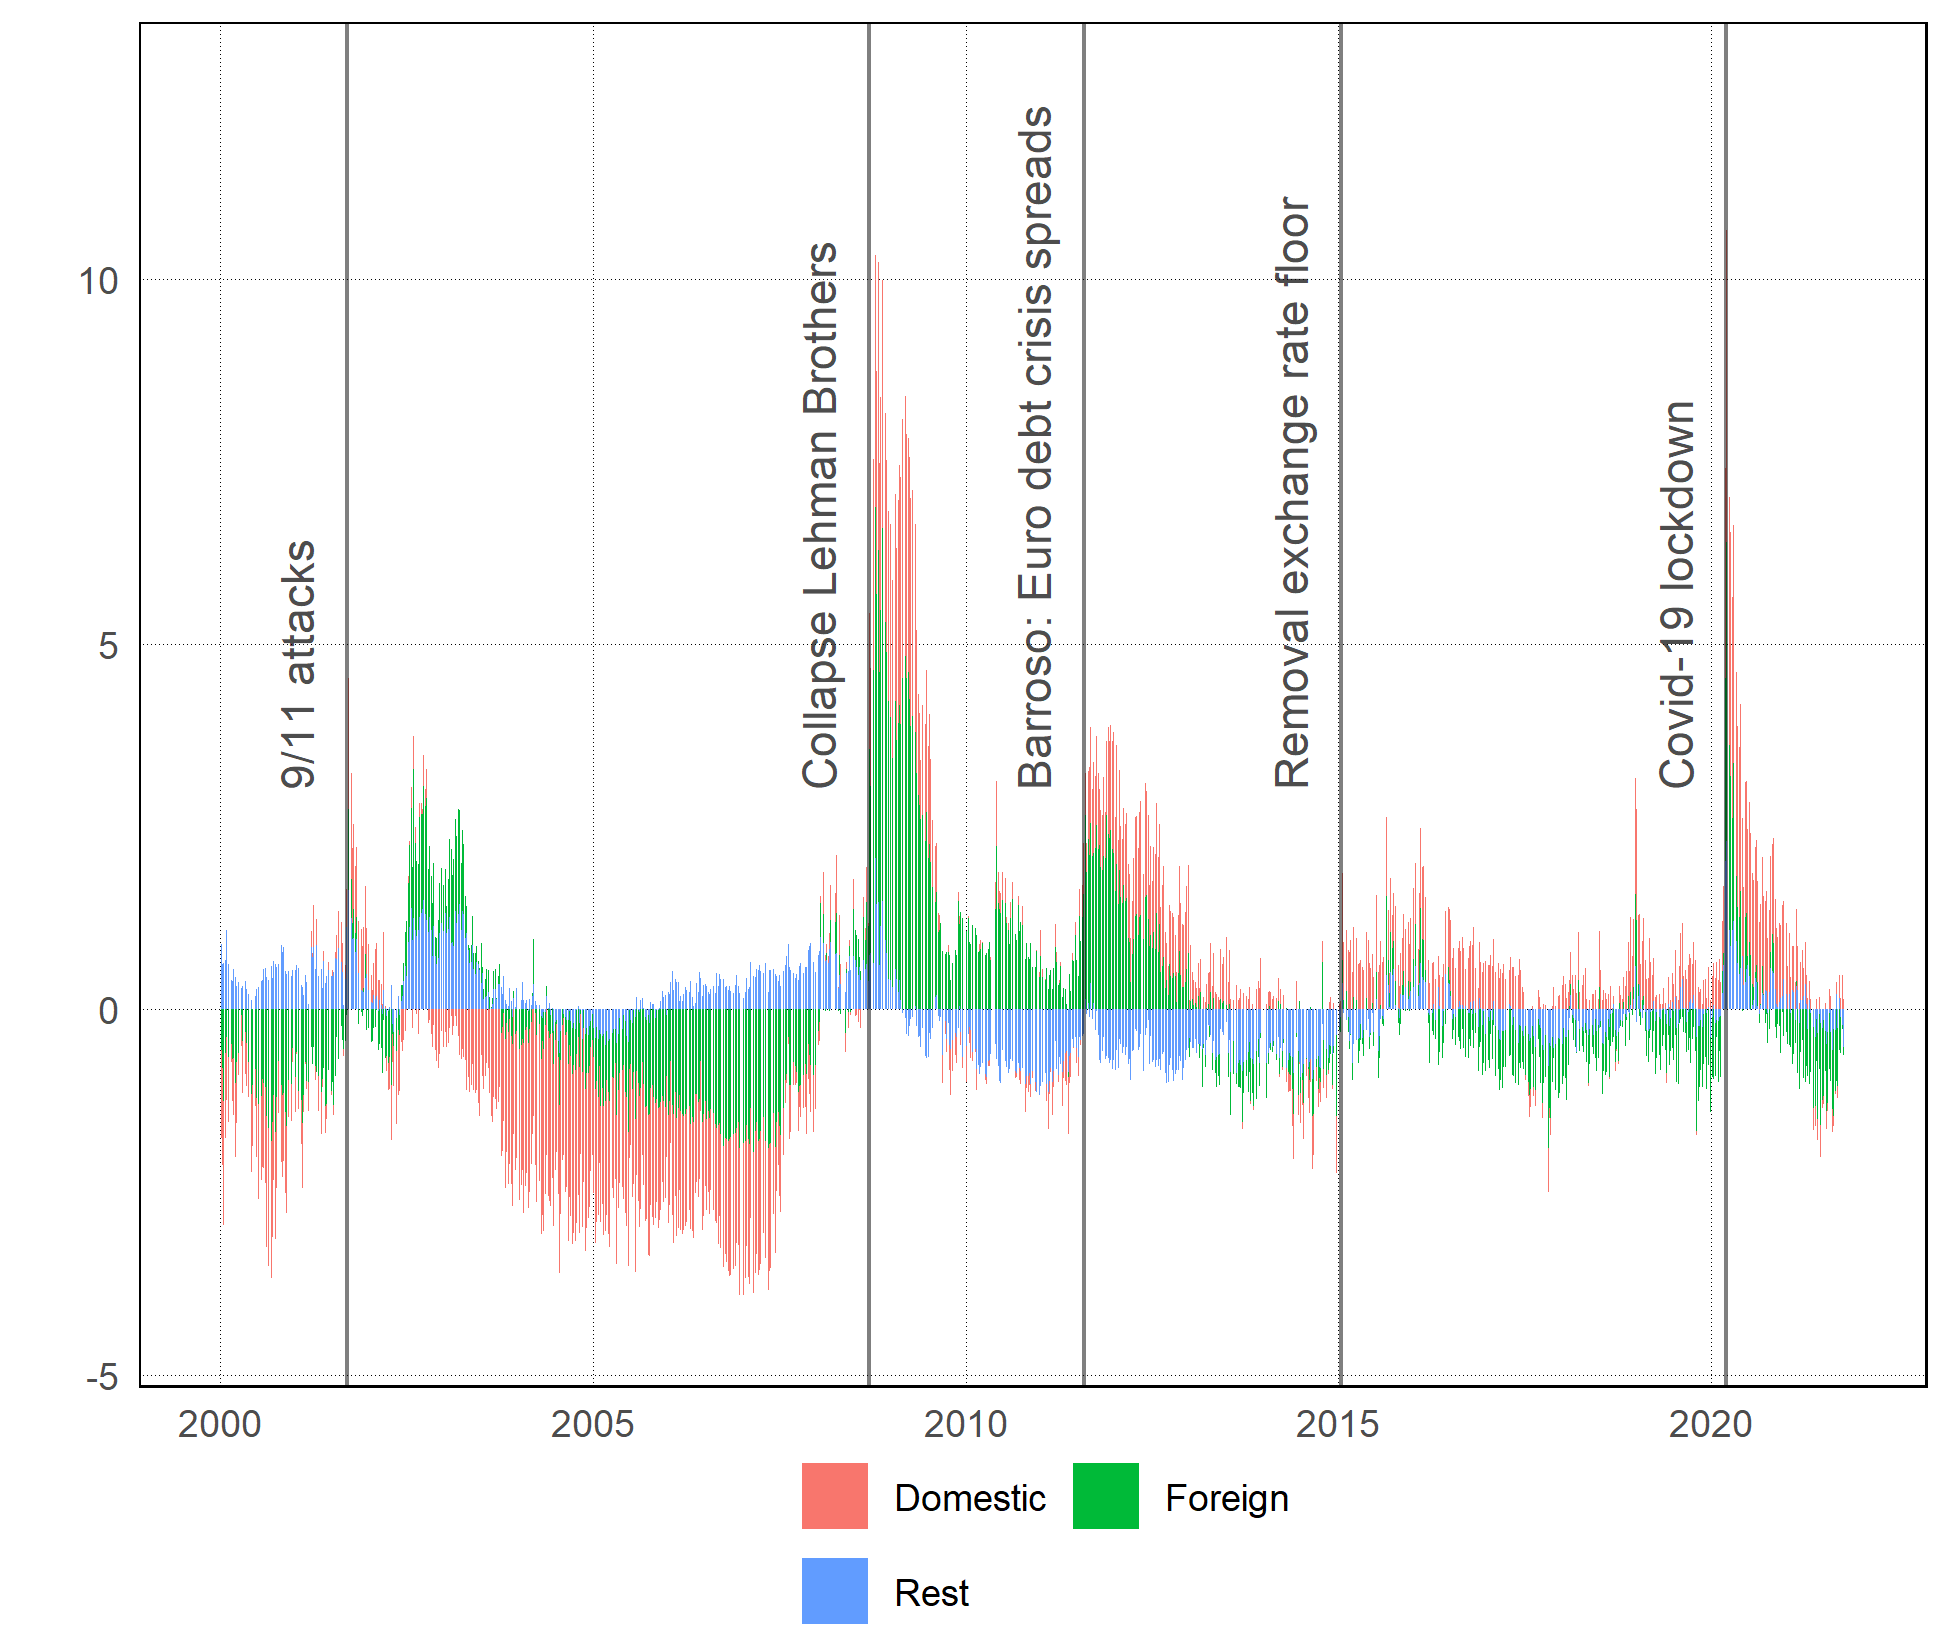 10
5
0
-5
9/11 attacks
Collapse Lehman Brothers
Barroso: Euro debt crisis spreads
Removal exchange rate floor
Covid-19 lockdown
2000 2005 2010 2015 2020
Domestic Foreign
Rest